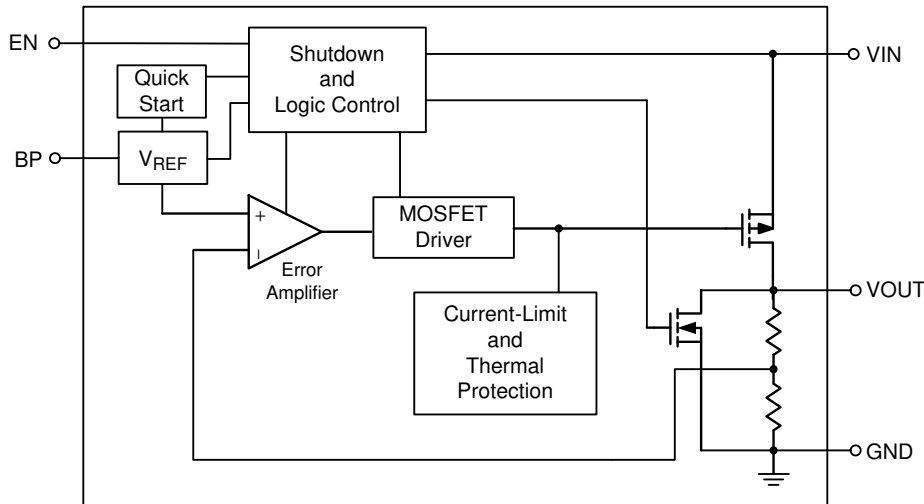 EN
Shutdown
and
Logic Control
VIN
Quick
Start
BP
VREF
+
–
Error
Amplifier
MOSFET
Driver
Current-Limit
and
Thermal
Protection
VOUT
GND